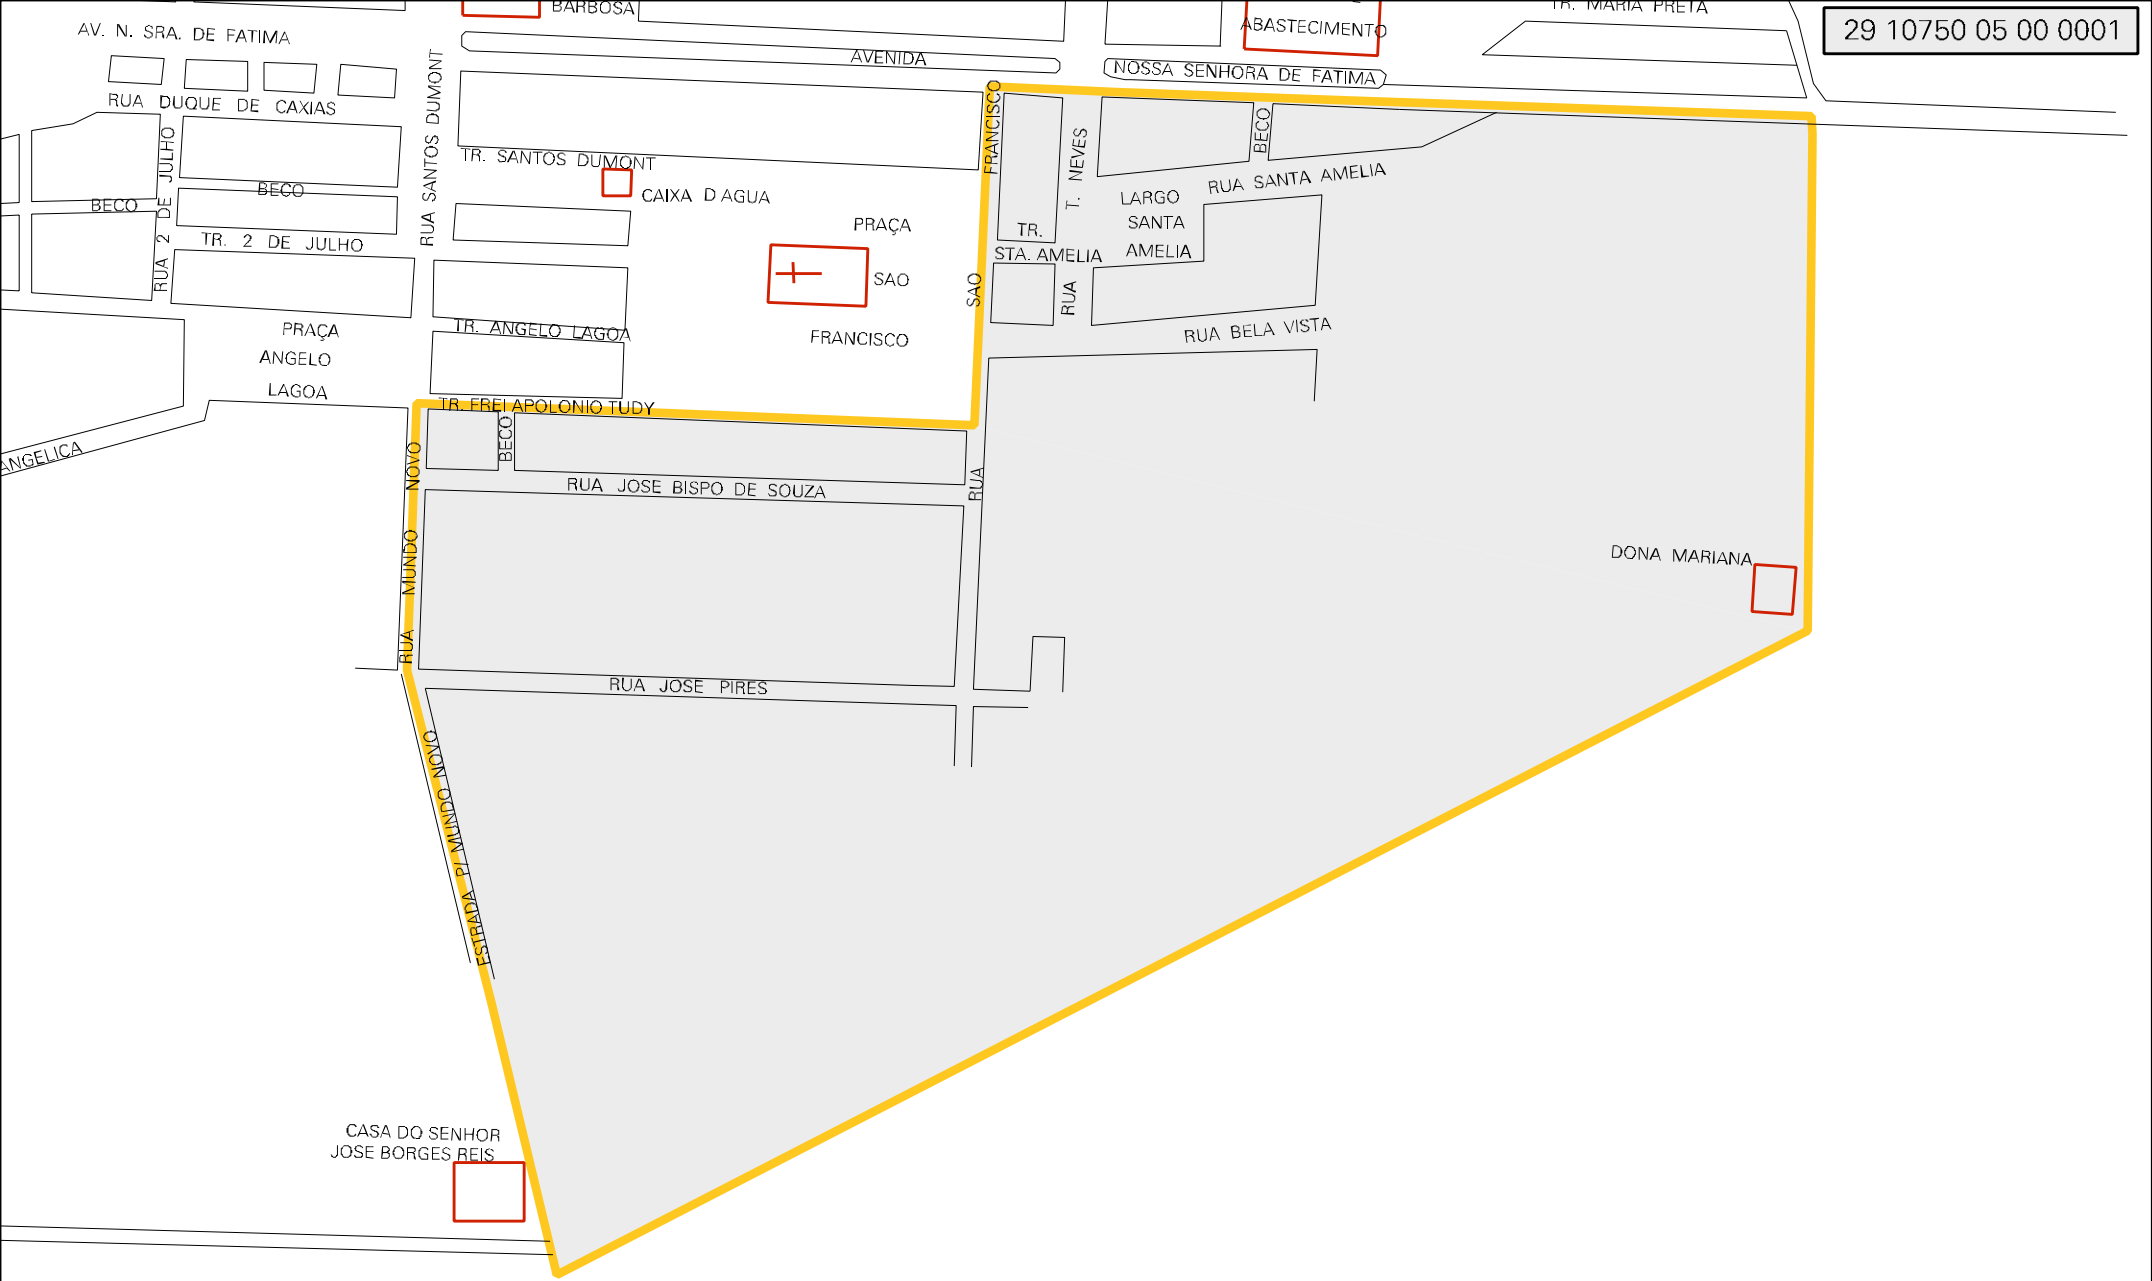 BARBOSA
ABASTECIMENTO
TR. MARIA PRETA
29 10750 05 00 0001
AV. N. SRA. DE FATIMA
AVENIDA
NOSSA SENHORA DE FATIMA
RUA DUQUE DE CAXIAS
RUA SANTOS DUMONT
RUA 2 DE JULHO
TR. SANTOS DUMONT
CAIXA D AGUA
BECO
BECO
TR. 2 DE JULHO
PRAÇA
SAO
FRANCISCO
RUA SAO FRANCISCO
RUA T. NEVES
BECO
RUA SANTA AMELIA
LARGO
SANTA
AMELIA
TR.
STA. AMELIA
RUA BELA VISTA
PRAÇA
ANGELO
LAGOA
TR. ANGELO LAGOA
TR. FREI APOLONIO TUDY
BECO
ANGELICA
RUA MUNDO NOVO
RUA JOSE BISPO DE SOUZA
DONA MARIANA
RUA JOSE PIRES
ESTRADA P/ MUNDO NOVO
CASA DO SENHOR
JOSE BORGES REIS